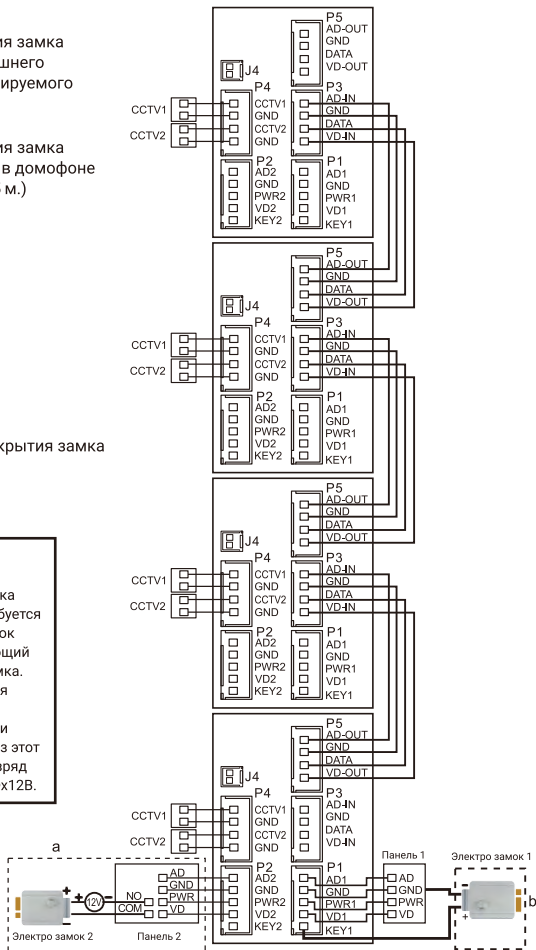 ия замка
шнего
ируемого
ия замка
в домофоне
м.)
крытия замка
ка
буется
ок
ющий
мка.
ия
и
з этот
зряд
х12В.
P5
AD-OUT
GND
DATA
VD-OUT
J4
P4
CCTV1
GND
CCTV2
GND
P3
AD-IN
GND
DATA
VD-IN
CCTV1
CCTV2
P2
AD2
GND
PWR2
VD2
KEY2
P1
AD1
GND
PWR1
VD1
KEY1
P5
AD-OUT
GND
DATA
VD-OUT
J4
P4
CCTV1
GND
CCTV2
GND
P3
AD-IN
GND
DATA
VD-IN
CCTV1
CCTV2
P2
AD2
GND
PWR2
VD2
KEY2
P1
AD1
GND
PWR1
VD1
KEY1
P5
AD-OUT
GND
DATA
VD-OUT
J4
P4
CCTV1
GND
CCTV2
GND
P3
AD-IN
GND
DATA
VD-IN
CCTV1
CCTV2
P2
AD2
GND
PWR2
VD2
KEY2
P1
AD1
GND
PWR1
VD1
KEY1
P5
AD-OUT
GND
DATA
VD-OUT
J4
P4
CCTV1
GND
CCTV2
GND
P3
AD-IN
GND
DATA
VD-IN
CCTV1
CCTV2
P2
AD2
GND
PWR2
VD2
KEY2
P1
AD1
GND
PWR1
VD1
KEY1
a
+ 12V -
+
-
NO
COM
AD
GND
PWR
VD
Электро замок 2
Панель 2
Панель 1
AD
GND
PWR
VD
Электро замок 1
-
+
b